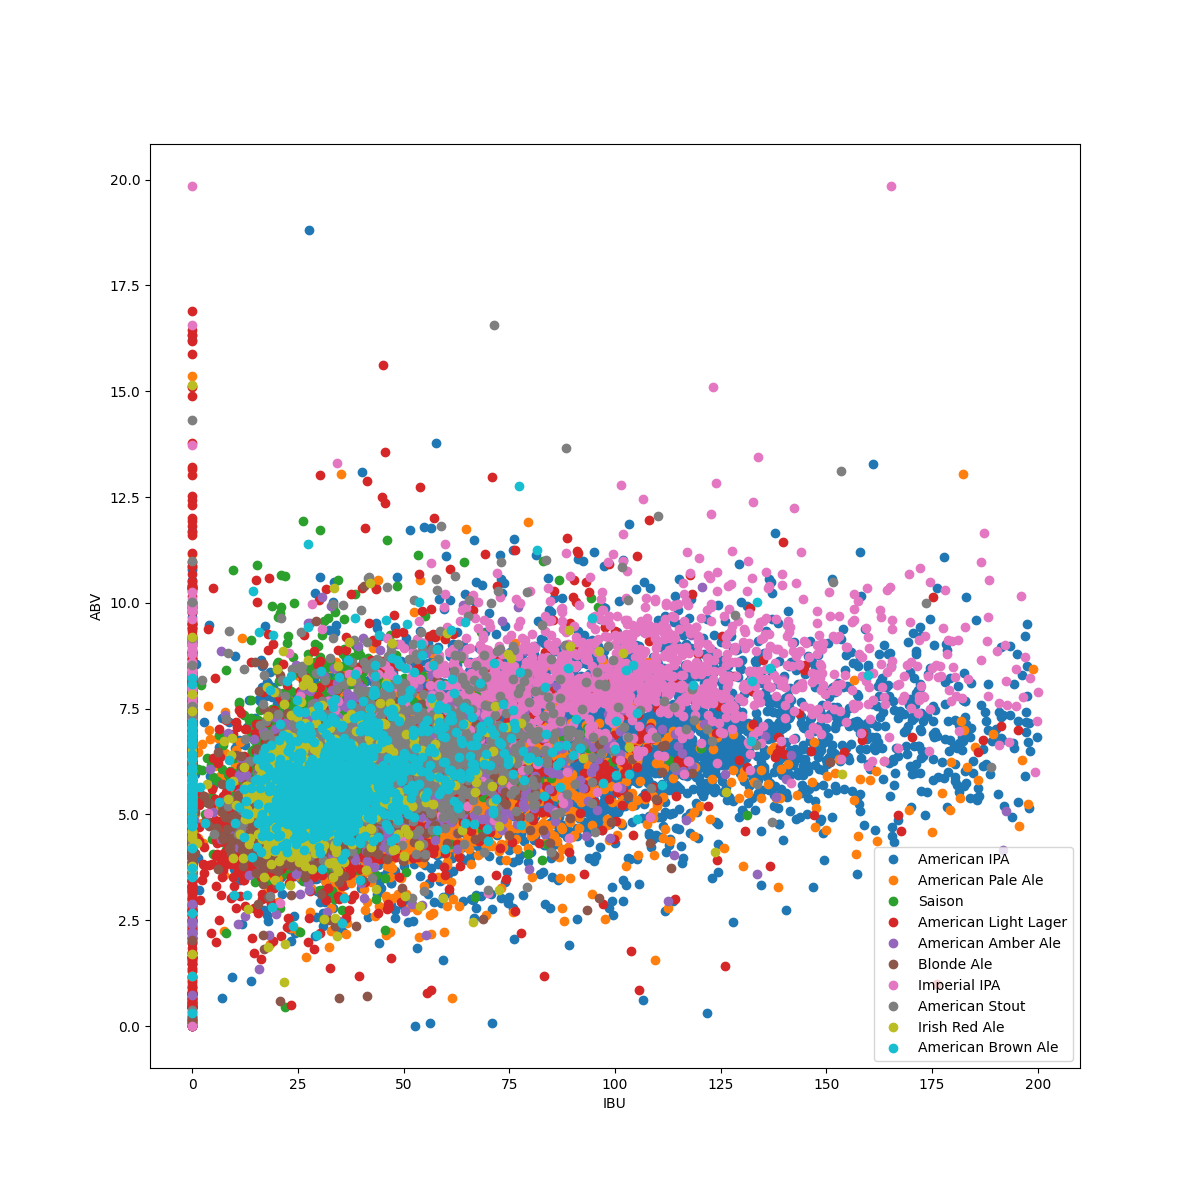 20.0
17.5
15.0
12.5
10.0
7.5
5.0
2.5
0.0
ABV
0 25 50 75 100 125 150 175 200
IBU
American IPA
American Pale Ale
Saison
American Light Lager
American Amber Ale
Blonde Ale
Imperial IPA
American Stout
Irish Red Ale
American Brown Ale